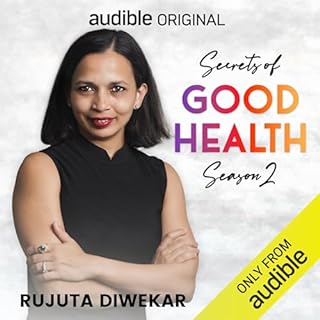 audible ORIGINAL
Secrets of
GOOD
HEALTH
Season 2
RUJUTA DIWEKAR
ONLY FROM
audible